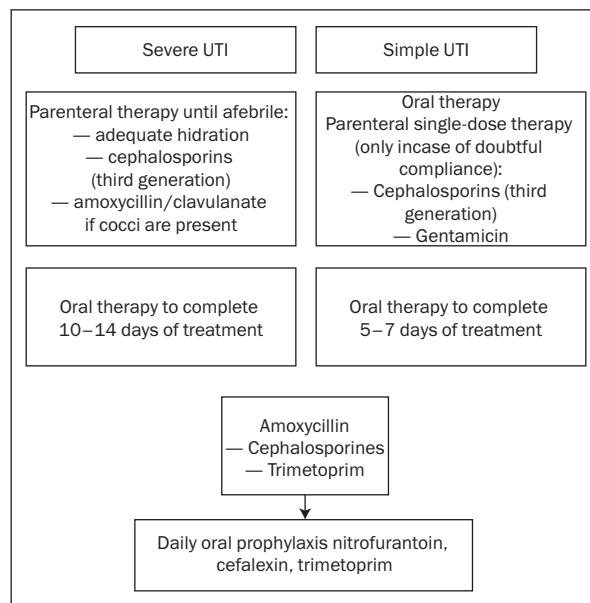 Severe UTI
Simple UTI
Parenteral therapy until afebrile:
— adequate hidration
— cephalosporins
(third generation)
— amoxycillin/clavulanate
if cocci are present
Oral therapy
Parenteral single-dose therapy
(only incase of doubtful
compliance):
— Cephalosporins (third
generation)
— Gentamicin
Oral therapy to complete
10–14 days of treatment
Oral therapy to complete
5–7 days of treatment
Amoxycillin
— Cephalosporines
— Trimetoprim
Daily oral prophylaxis nitrofurantoin,
cefalexin, trimetoprim